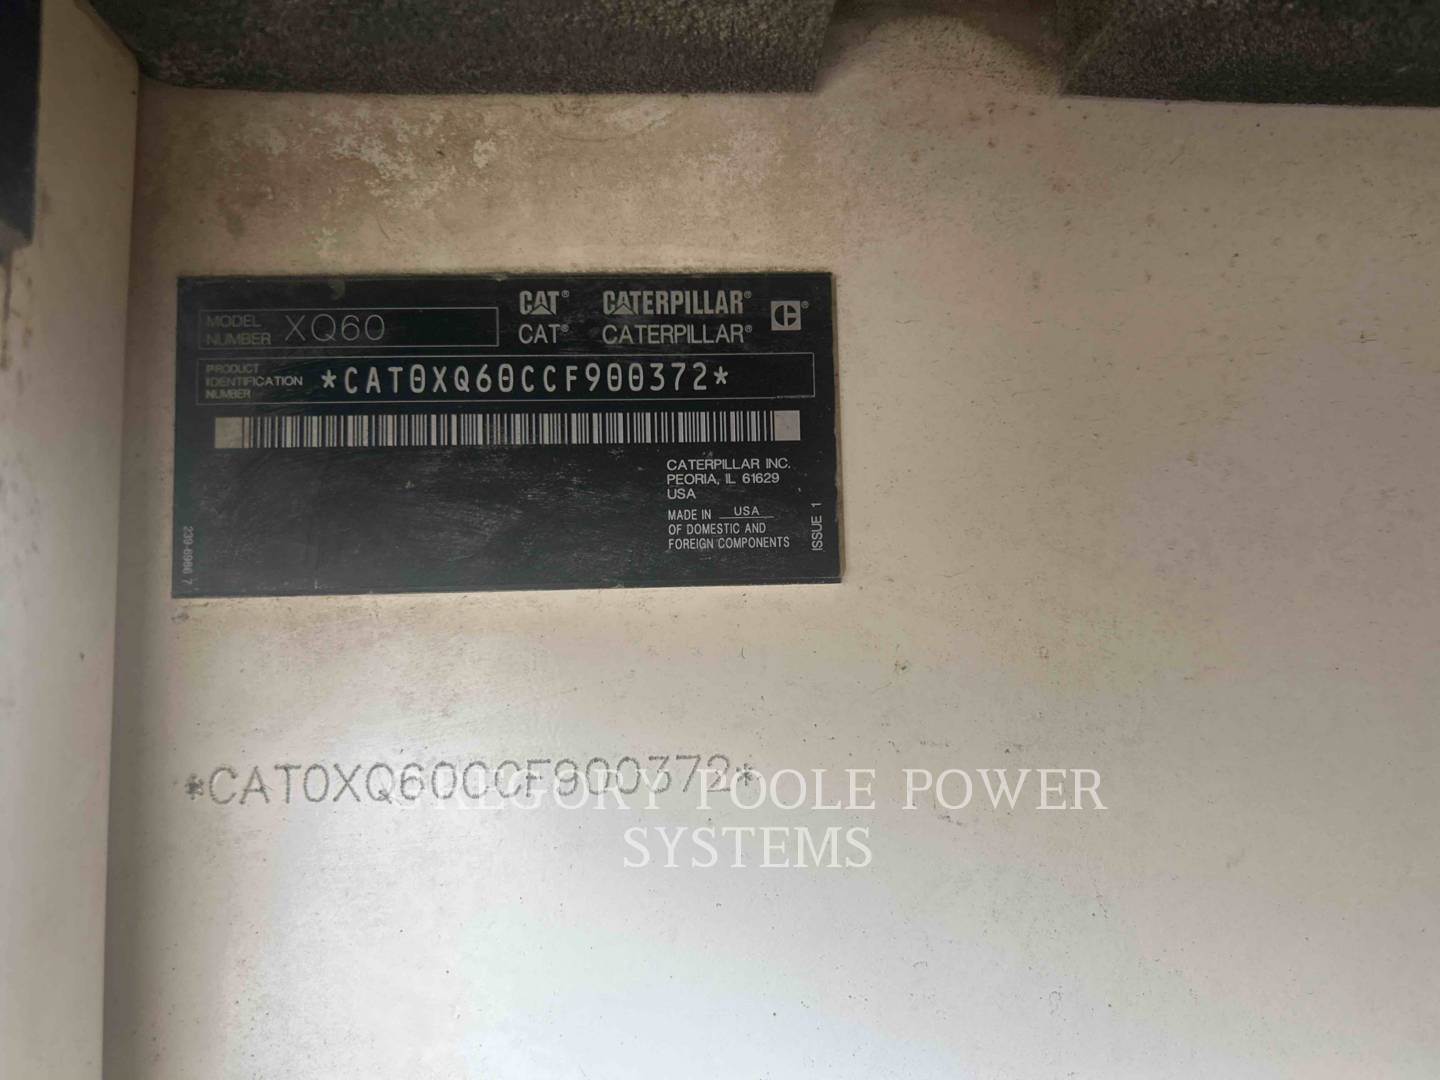 MODEL NUMBER XQ60
CAT® CATERPILLAR®
CAT® CATERPILLAR®
PRODUCT IDENTIFICATION NUMBER *CAT0XQ60CCF900372*
CATERPILLAR INC.
PEORIA, IL 61629
USA
MADE IN USA
OF DOMESTIC AND
FOREIGN COMPONENTS
ISSUE 1
*CAT0XQ60CCF900372*
GREGORY POOLE POWER
SYSTEMS